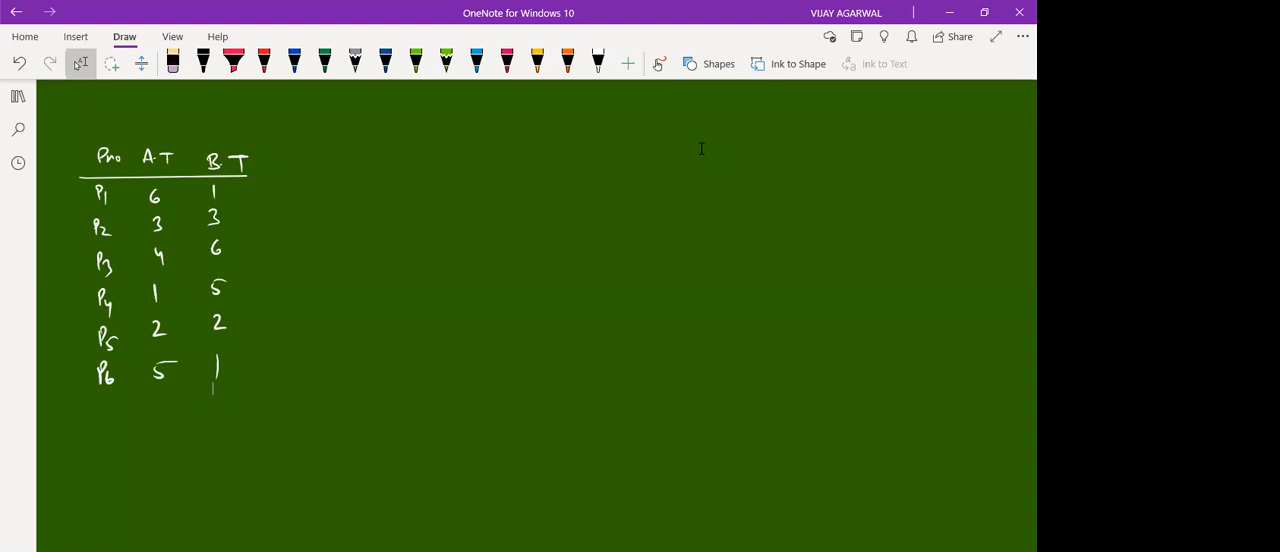 OneNote for Windows 10 VIJAY AGARWAL
Home Insert Draw View Help Share
Shapes Ink to Shape Ink to Text
Pro A.T B.T
P1 6 1
P2 3 3
P3 4 6
P4 1 5
P5 2 2
P6 5 1